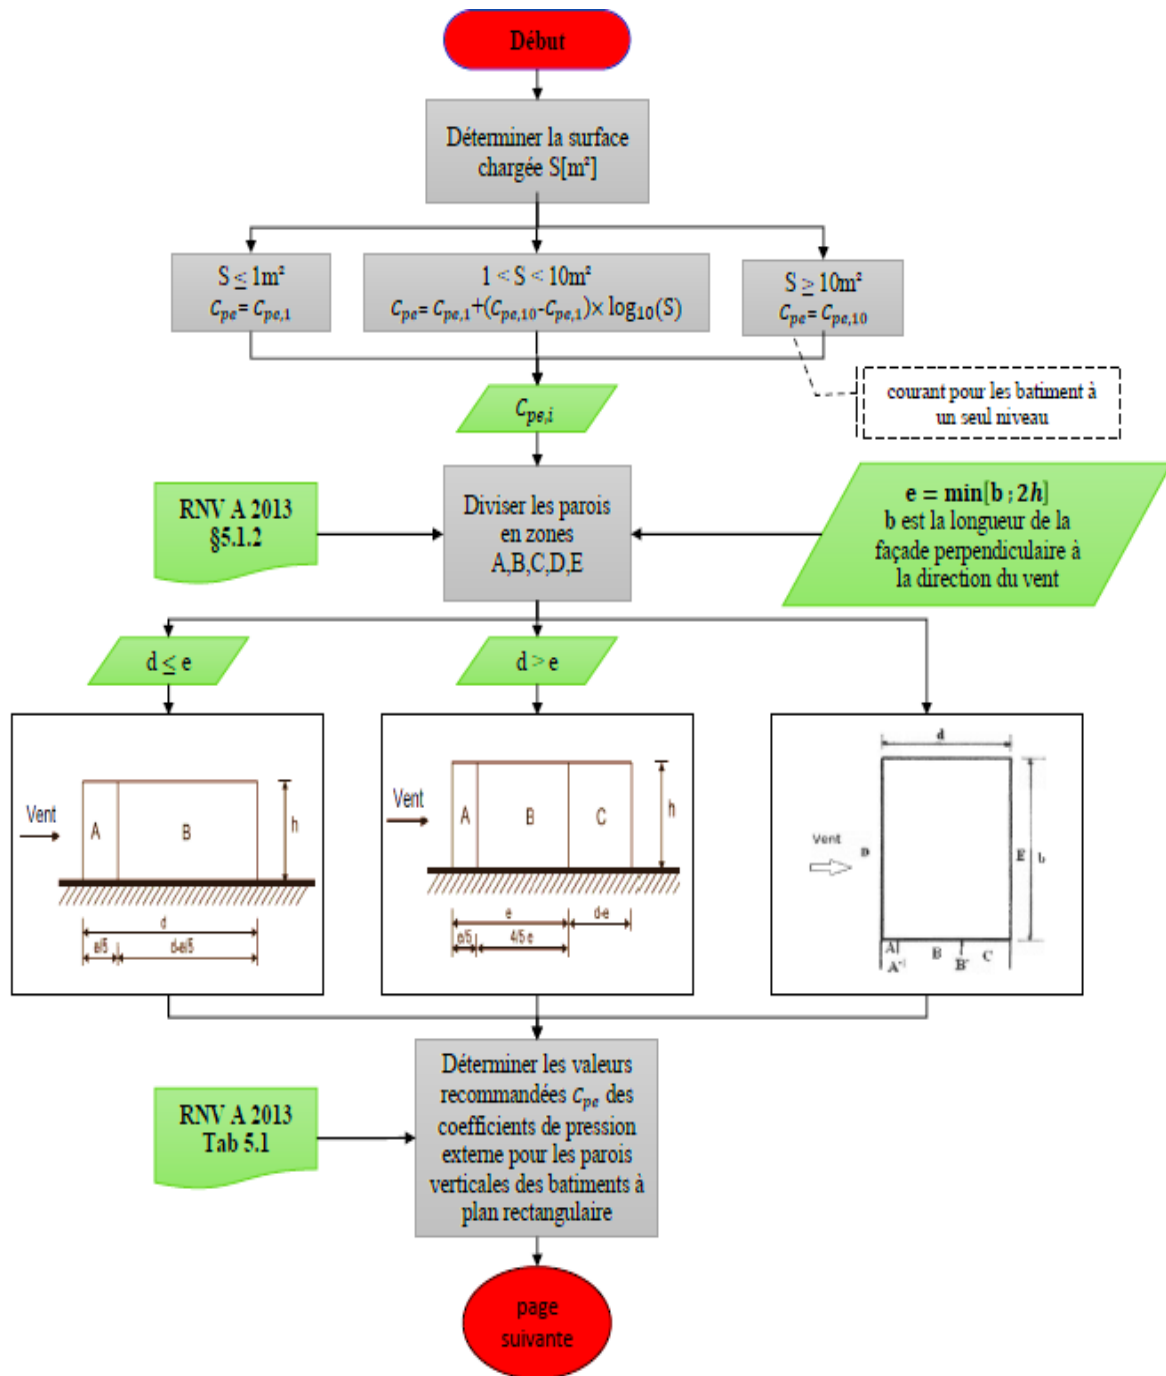 Début
Déterminer la surface
chargée S[m²]
S ≤ 1m²
Cpe= Cpe,1
1 < S < 10m²
Cpe= Cpe,1+(Cpe,10-Cpe,1)× log10(S)
S ≥ 10m²
Cpe= Cpe,10
courant pour les batiment à
un seul niveau
Cpe,i
RNV A 2013
§5.1.2
Diviser les parois
en zones
A,B,C,D,E
e = min[b ; 2h]
b est la longueur de la
façade perpendiculaire à
la direction du vent
d ≤ e
d > e
Vent
A
B
h
d
e/5
d-e/5
Vent
A
B
C
h
e
d-e
e/5
4/5 e
d
Vent
D
E
b
A
B
C
A'
B'
RNV A 2013
Tab 5.1
Déterminer les valeurs
recommandées Cpe des
coefficients de pression
externe pour les parois
verticales des batiments à
plan rectangulaire
page
suivante